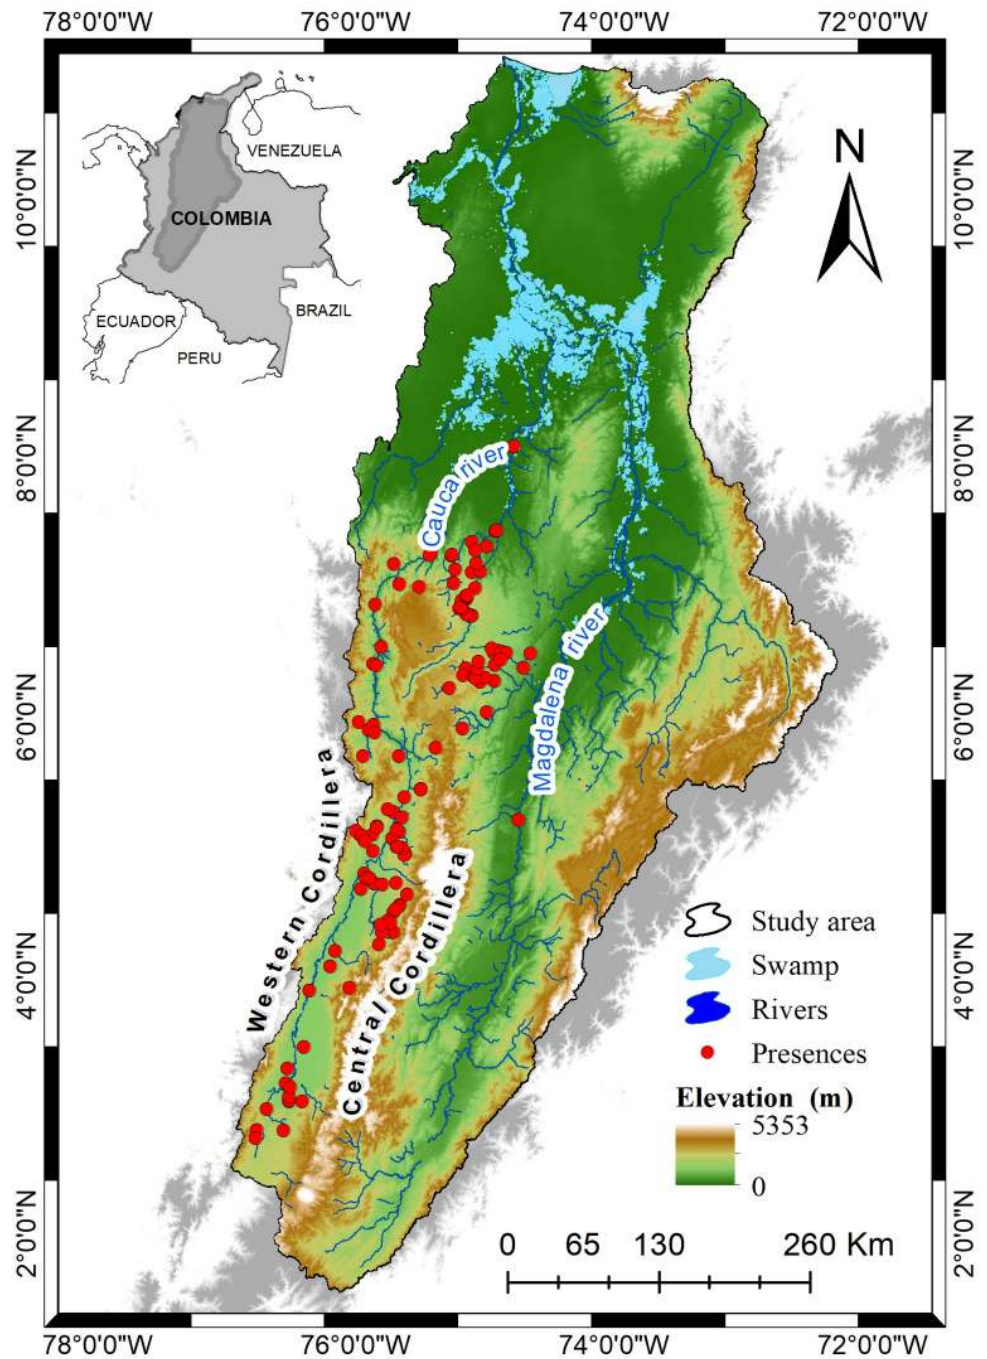 78°0'0"W 76°0'0"W 74°0'0"W 72°0'0"W
10°0'0"N
8°0'0"N
6°0'0"N
4°0'0"N
2°0'0"N
VENEZUELA
COLOMBIA
ECUADOR
BRAZIL
PERU
N
10°0'0"N
8°0'0"N
6°0'0"N
4°0'0"N
2°0'0"N
Cauca river
Magdalena river
Western Cordillera
Central Cordillera
Study area
Swamp
Rivers
Presences
Elevation (m)
5353
0
0 65 130 260 Km
78°0'0"W 76°0'0"W 74°0'0"W 72°0'0"W